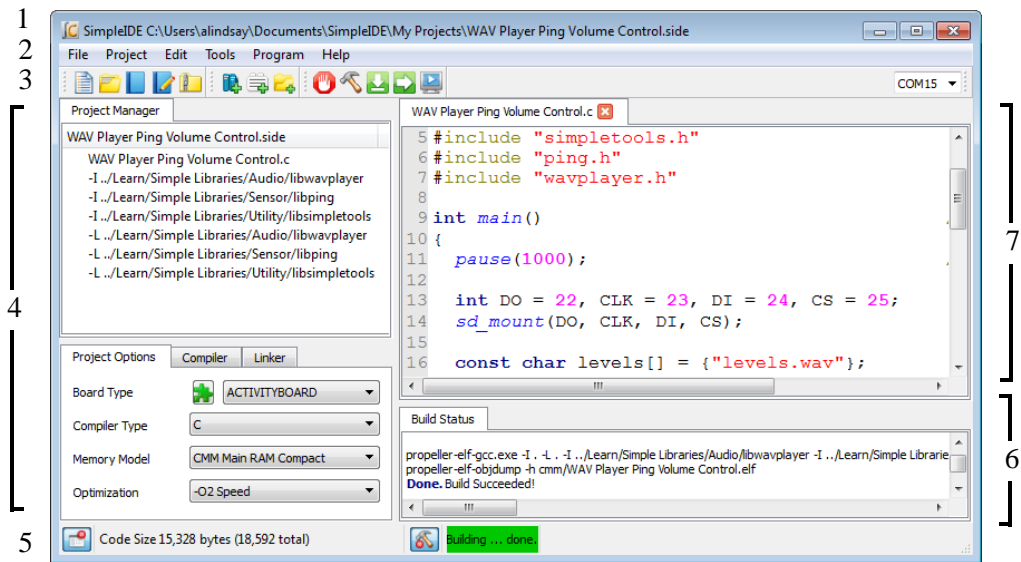 1
SimpleIDE C:\Users\alindsay\Documents\SimpleIDE\My Projects\WAV Player Ping Volume Control.side
2
File Project Edit Tools Program Help
3
COM15
4
Project Manager
WAV Player Ping Volume Control.side
WAV Player Ping Volume Control.c
-I ../Learn/Simple Libraries/Audio/libwavplayer
-I ../Learn/Simple Libraries/Sensor/libping
-I ../Learn/Simple Libraries/Utility/libsimpletools
-L ../Learn/Simple Libraries/Audio/libwavplayer
-L ../Learn/Simple Libraries/Sensor/libping
-L ../Learn/Simple Libraries/Utility/libsimpletools
Project Options Compiler Linker
Board Type ACTIVITYBOARD
Compiler Type C
Memory Model CMM Main RAM Compact
Optimization -O2 Speed
WAV Player Ping Volume Control.c
5 #include "simpletools.h"
6 #include "ping.h"
7 #include "wavplayer.h"
8
9 int main()
10 {
11 pause(1000);
12
13 int DO = 22, CLK = 23, DI = 24, CS = 25;
14 sd_mount(DO, CLK, DI, CS);
15
16 const char levels[] = {"levels.wav"};
7
Build Status
propeller-elf-gcc.exe -I . -L . -I ../Learn/Simple Libraries/Audio/libwavplayer -I ../Learn/Simple Librarie
propeller-elf-objdump -h cmm/WAV Player Ping Volume Control.elf
Done. Build Succeeded!
6
5
Code Size 15,328 bytes (18,592 total)
Building ... done.